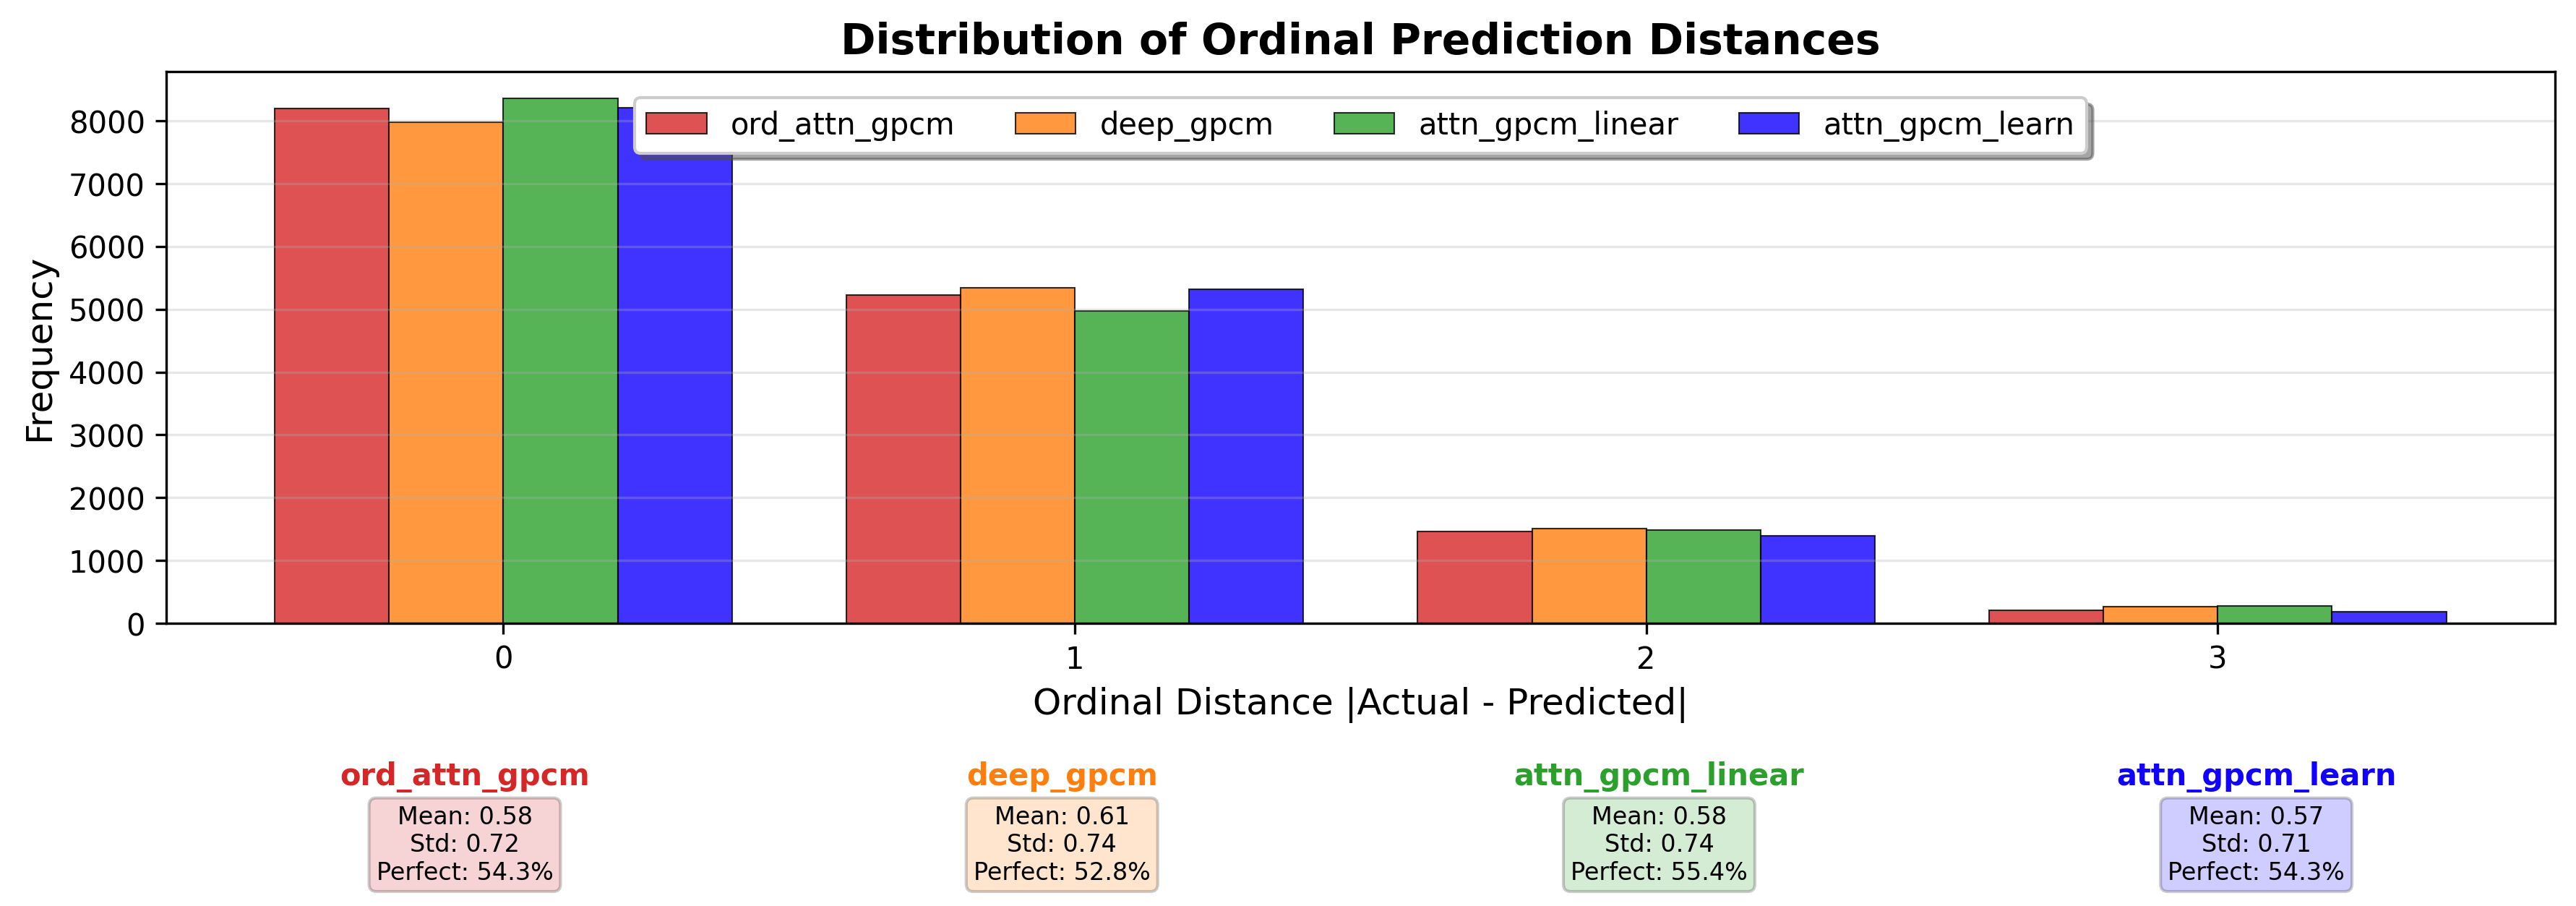 Distribution of Ordinal Prediction Distances
ord_attn_gpcm deep_gpcm attn_gpcm_linear attn_gpcm_learn
Frequency
8000
7000
6000
5000
4000
3000
2000
1000
0
0 1 2 3
Ordinal Distance |Actual - Predicted|
ord_attn_gpcm
Mean: 0.58
Std: 0.72
Perfect: 54.3%
deep_gpcm
Mean: 0.61
Std: 0.74
Perfect: 52.8%
attn_gpcm_linear
Mean: 0.58
Std: 0.74
Perfect: 55.4%
attn_gpcm_learn
Mean: 0.57
Std: 0.71
Perfect: 54.3%